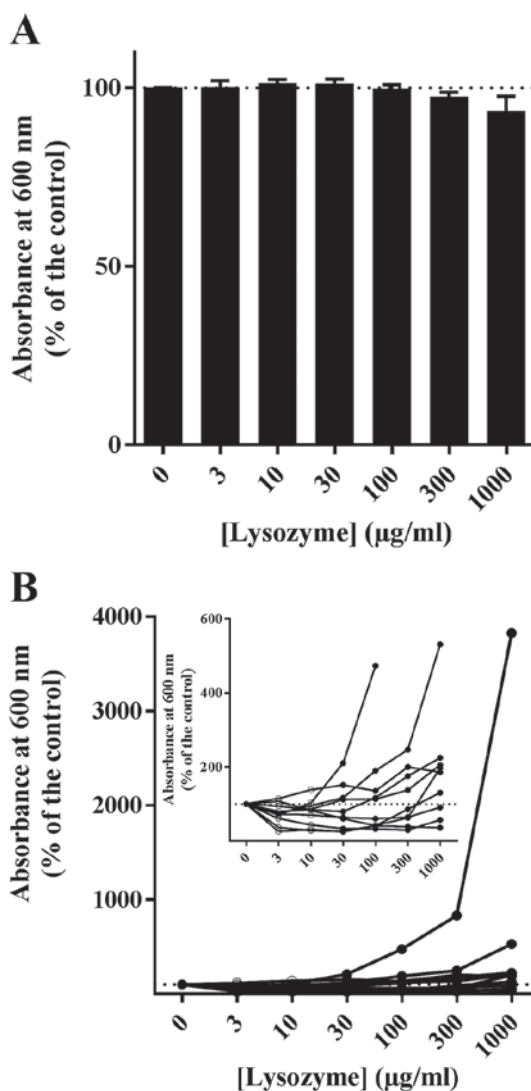 A
Absorbance at 600 nm
(% of the control)
100
50
0
0 3 10 30 100 300 1000
[Lysozyme] (μg/ml)
B
Absorbance at 600 nm
(% of the control)
4000
3000
2000
1000
Absorbance at 600 nm
(% of the control)
600
400
200
0 3 10 30 100 300 1000
0 3 10 30 100 300 1000
[Lysozyme] (μg/ml)